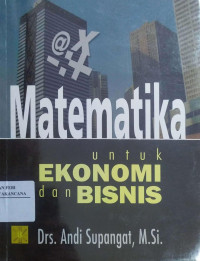 @ X
Matematika
untuk
EKONOMI
dan BISNIS
Drs. Andi Supangat, M.Si.